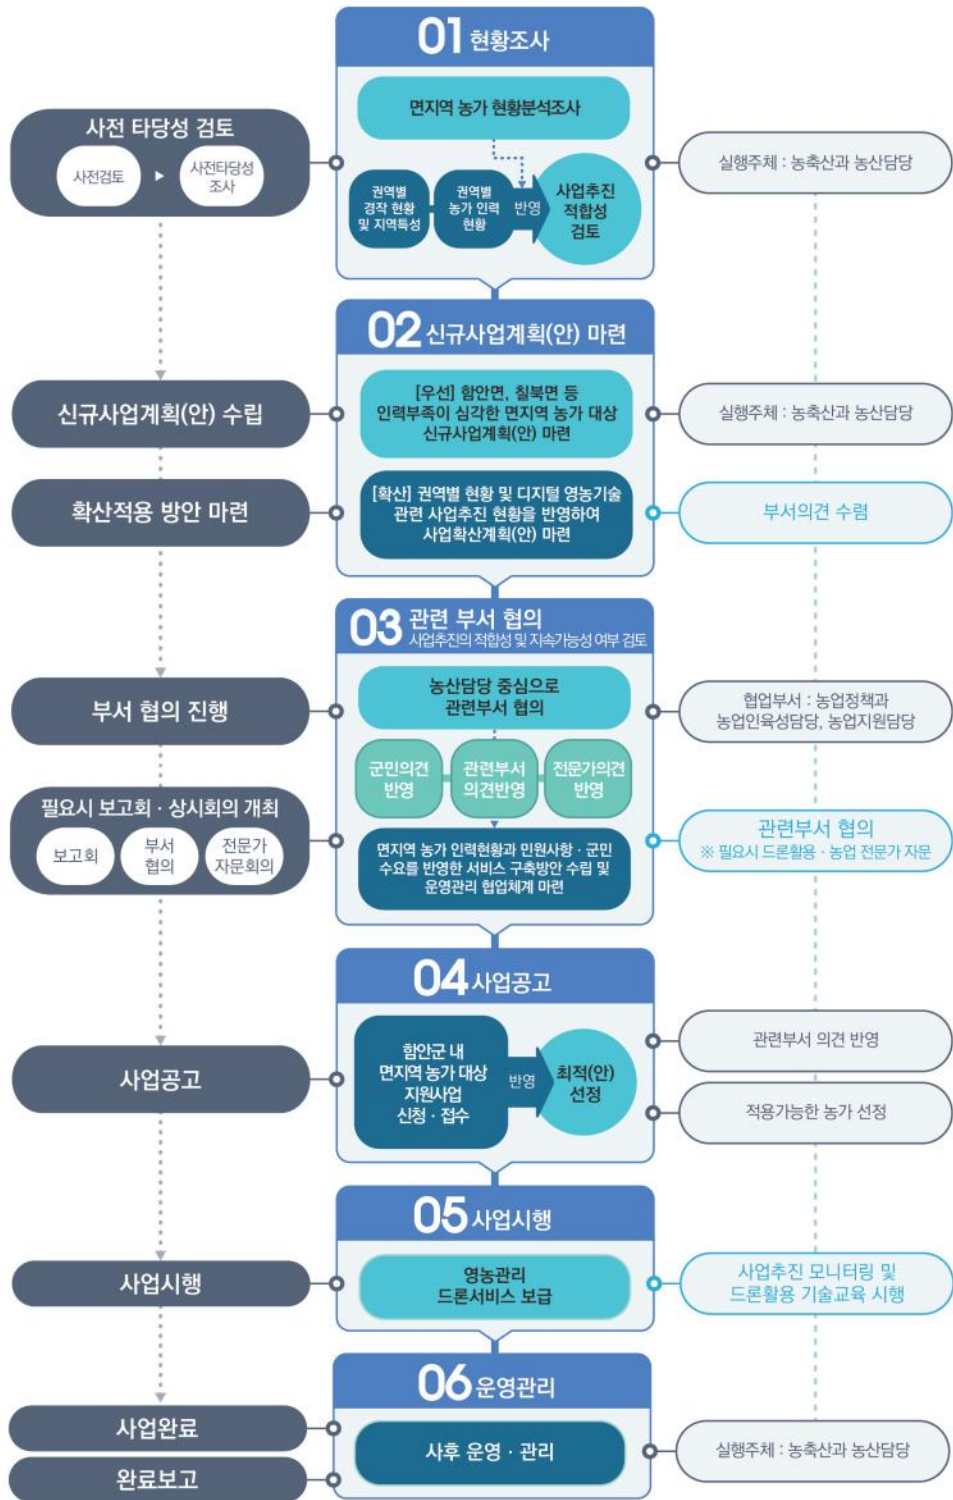 01 현황조사
면지역 농가 현황분석조사
사전 타당성 검토
사전검토
사전타당성
조사
권역별
경작 현황
및 지역특성
권역별
농가 인력
현황
반영
사업추진
적합성
검토
실행주체 : 농축산과 농산담당
02 신규사업계획(안) 마련
신규사업계획(안) 수립
[우선] 함안면, 칠북면 등
인력부족이 심각한 면지역 농가 대상
신규사업계획(안) 마련
실행주체 : 농축산과 농산담당
확산적용 방안 마련
[확산] 권역별 현황 및 디지털 영농기술
관련 사업추진 현황을 반영하여
사업확산계획(안) 마련
부서의견 수렴
03 관련 부서 협의
사업추진의 적합성 및 지속가능성 여부 검토
부서 협의 진행
농산담당 중심으로
관련부서 협의
협업부서 : 농업정책과
농업인육성담당, 농업지원담당
군민의견
반영
관련부서
의견반영
전문가의견
반영
필요시 보고회 · 상시회의 개최
보고회
부서
협의
전문가
자문회의
면지역 농가 인력현황과 민원사항 · 군민
수요를 반영한 서비스 구축방안 수립 및
운영관리 협업체계 마련
관련부서 협의
※ 필요시 드론활용 · 농업 전문가 자문
04 사업공고
사업공고
함안군 내
면지역 농가 대상
지원사업
신청 · 접수
반영
최적(안)
선정
관련부서 의견 반영
적용가능한 농가 선정
05 사업시행
사업시행
영농관리
드론서비스 보급
사업추진 모니터링 및
드론활용 기술교육 시행
06 운영관리
사업완료
완료보고
사후 운영 · 관리
실행주체 : 농축산과 농산담당